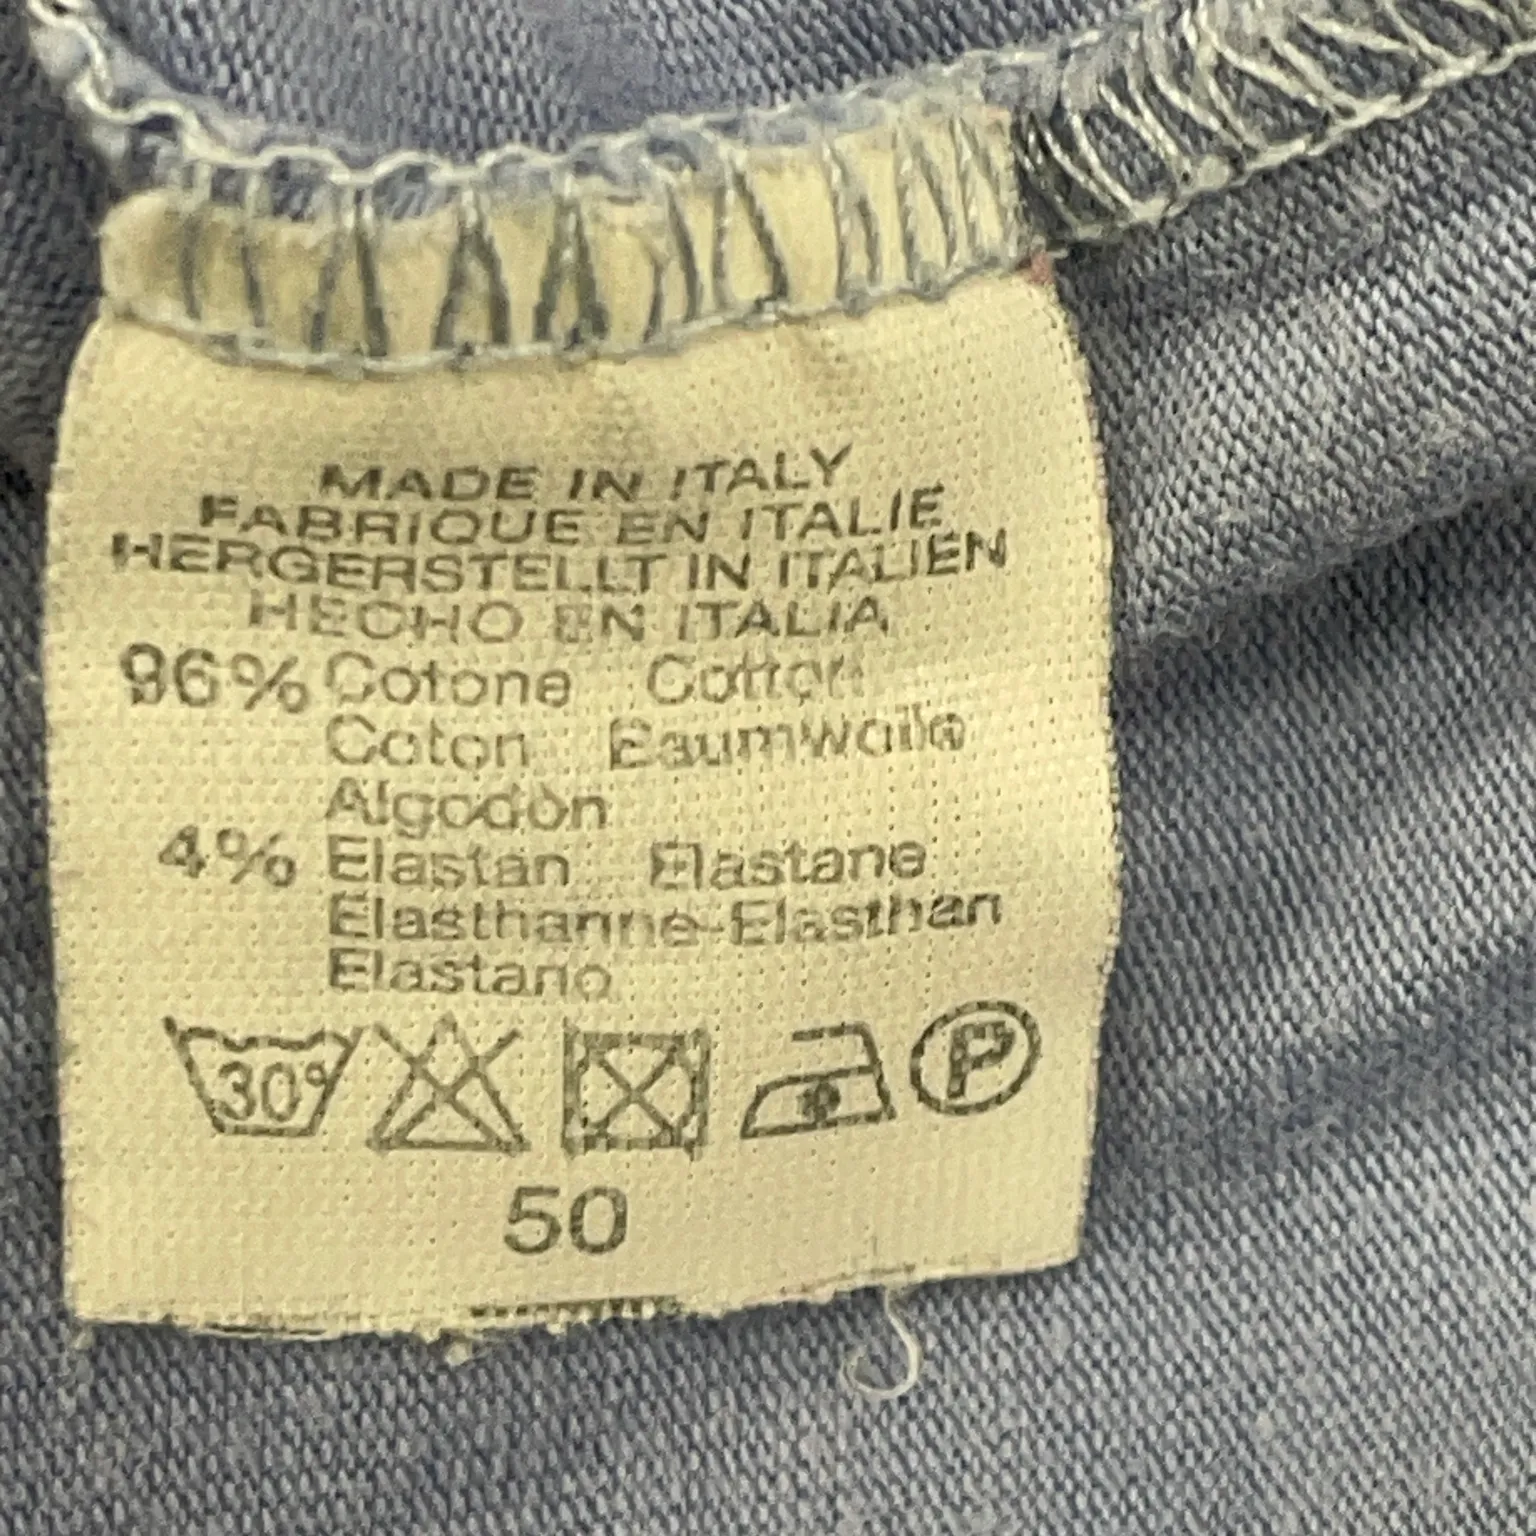 MADE IN ITALY
FABRIQUE EN ITALIE
HERGERSTELLT IN ITALIEN
HECHO EN ITALIA
96% Cotone Cotton
Coton Baumwolle
Algodòn
4% Elastan Elastane
Elasthanne-Elasthan
Elastano
30° P
50